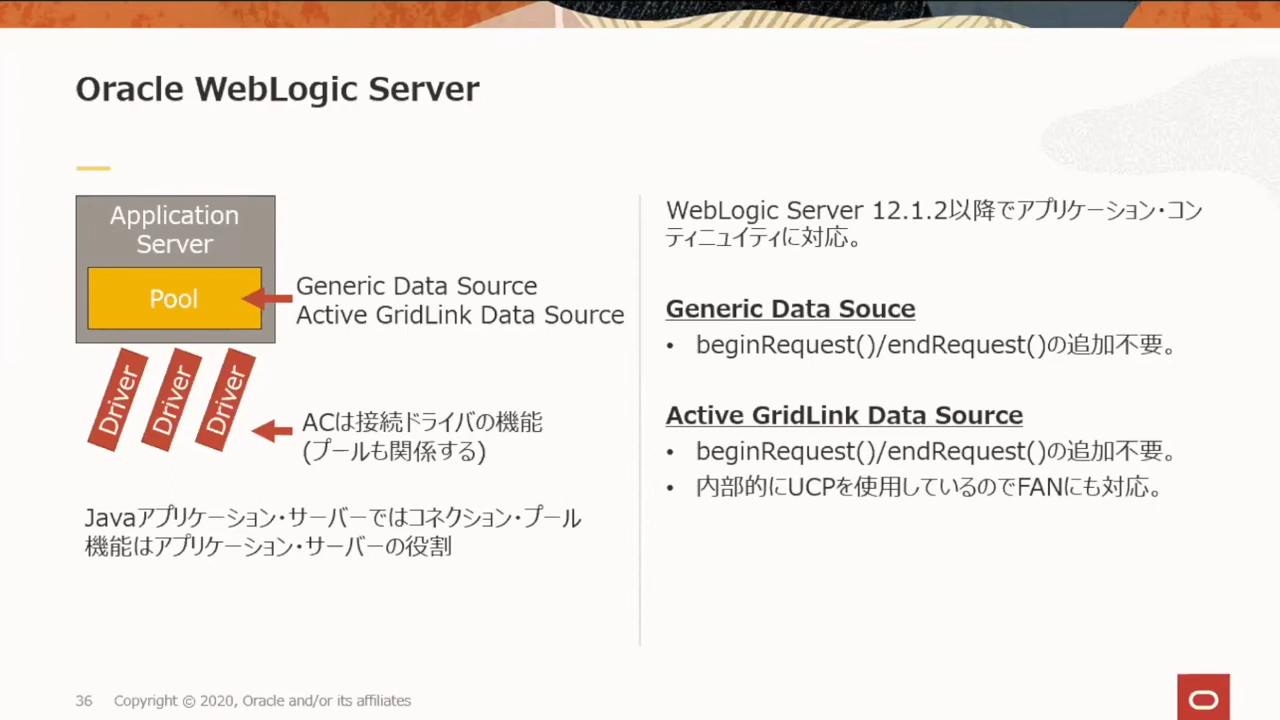 Oracle WebLogic Server
Application
Server
Pool
Generic Data Source
Active GridLink Data Source
Driver
Driver
Driver
ACは接続ドライバの機能
(プールも関係する)
Javaアプリケーション・サーバーではコネクション・プール
機能はアプリケーション・サーバーの役割
WebLogic Server 12.1.2以降でアプリケーション・コン
ティニュイティに対応。
Generic Data Souce
• beginRequest()/endRequest()の追加不要。
Active GridLink Data Source
• beginRequest()/endRequest()の追加不要。
• 内部的にUCPを使用しているのでFANにも対応。
36 Copyright © 2020, Oracle and/or its affiliates